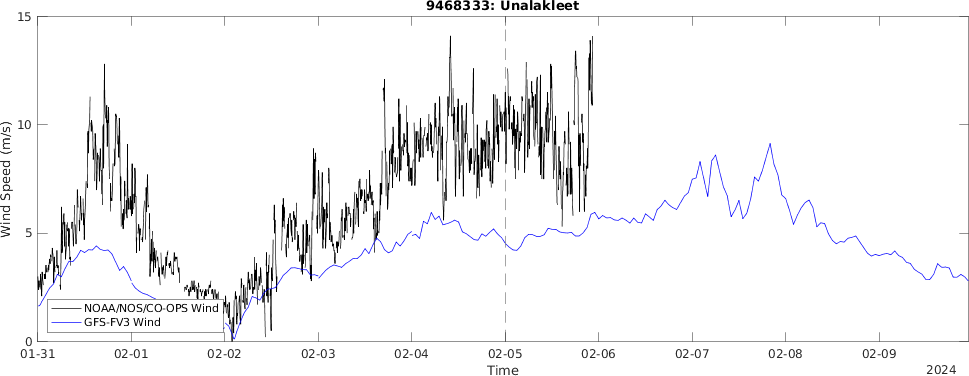 9468333: Unalakleet
15
10
5
0
Wind Speed (m/s)
NOAA/NOS/CO-OPS Wind
GFS-FV3 Wind
01-31 02-01 02-02 02-03 02-04 02-05 02-06 02-07 02-08 02-09
Time
2024